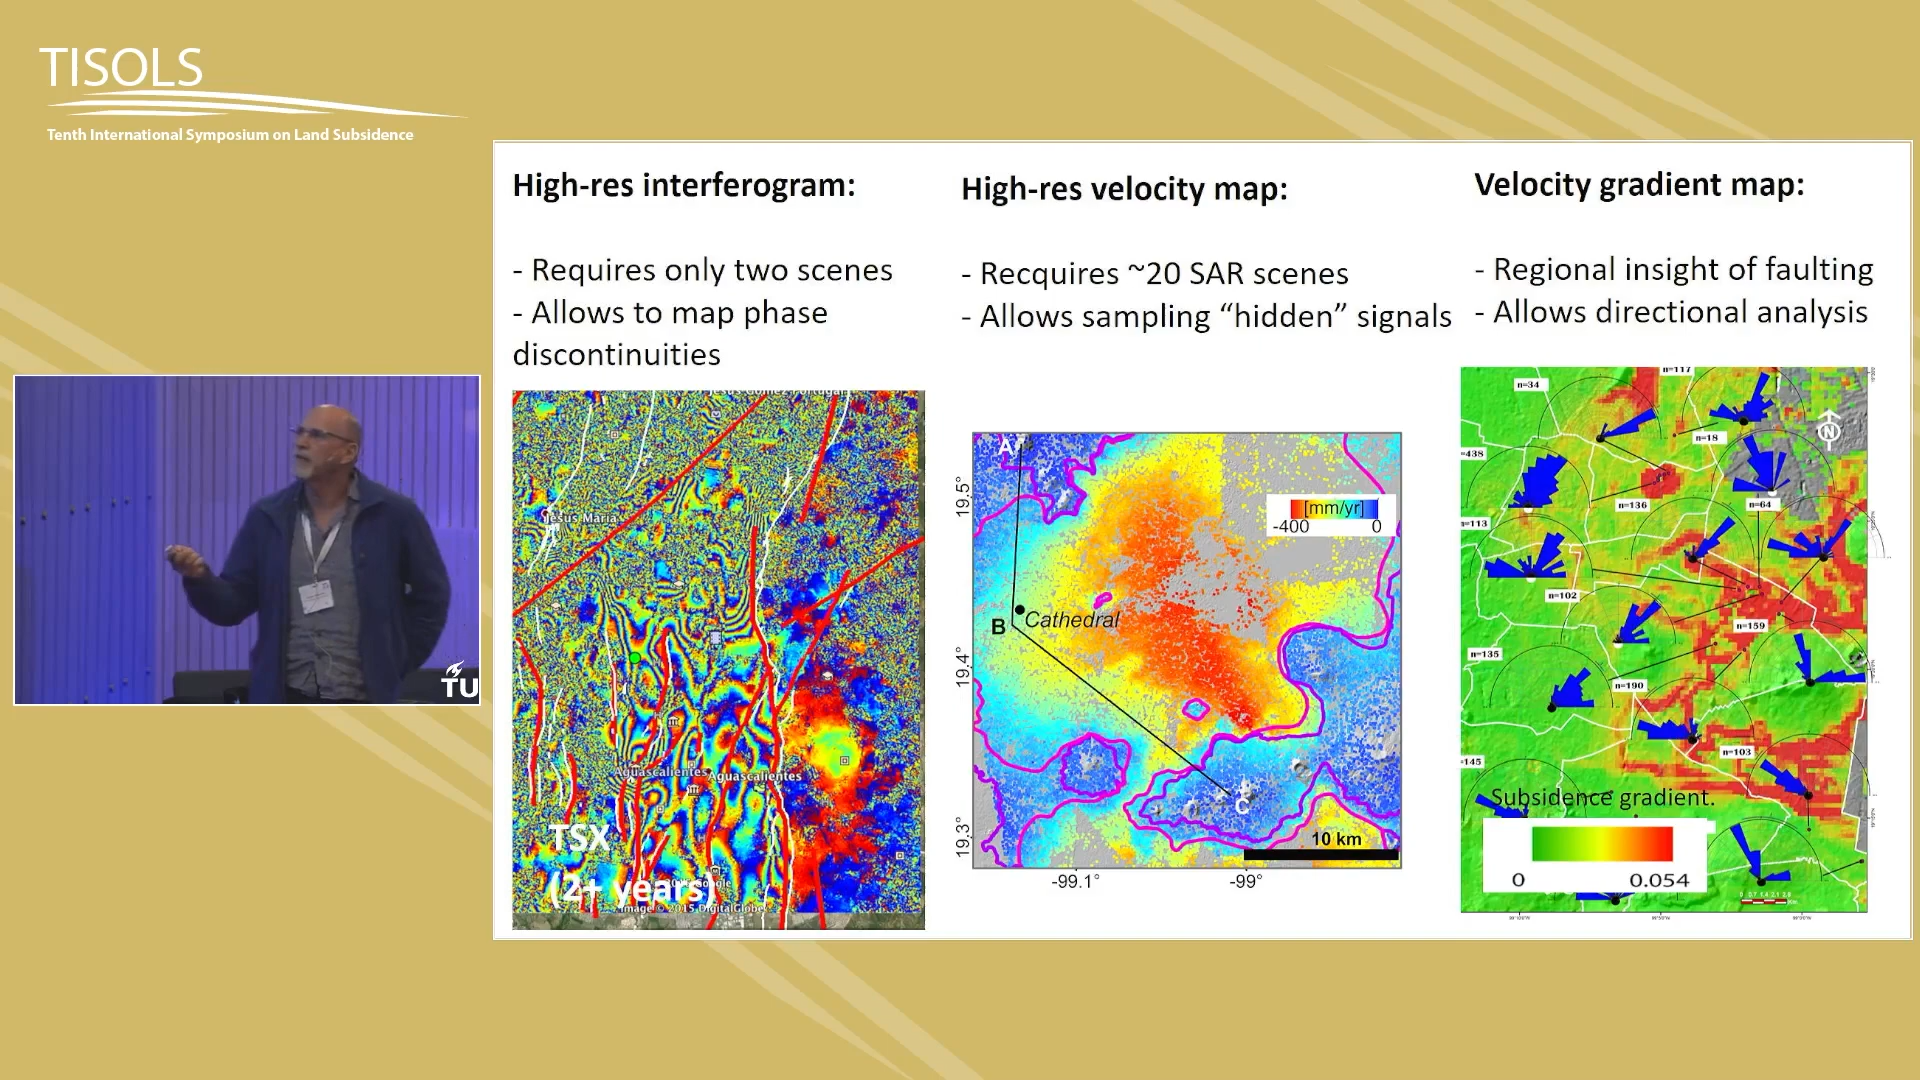 TISOLS
Tenth International Symposium on Land Subsidence
TU
High-res interferogram:
- Requires only two scenes
- Allows to map phase
discontinuities
Jesus Maria
Aguascalientes
Aguascalientes
TSX
(2+ years)
Image © 2015 DigitalGlobe
High-res velocity map:
- Recquires ~20 SAR scenes
- Allows sampling “hidden” signals
A
[mm/yr]
-400
0
19.5°
19.4°
19.3°
B
Cathedral
C
10 km
-99.1°
-99°
Velocity gradient map:
- Regional insight of faulting
- Allows directional analysis
n=117
n=34
n=18
=438
N
n=136
n=64
=113
n=102
n=159
n=135
n=190
n=103
=145
Subsidence gradient.
0
0.054